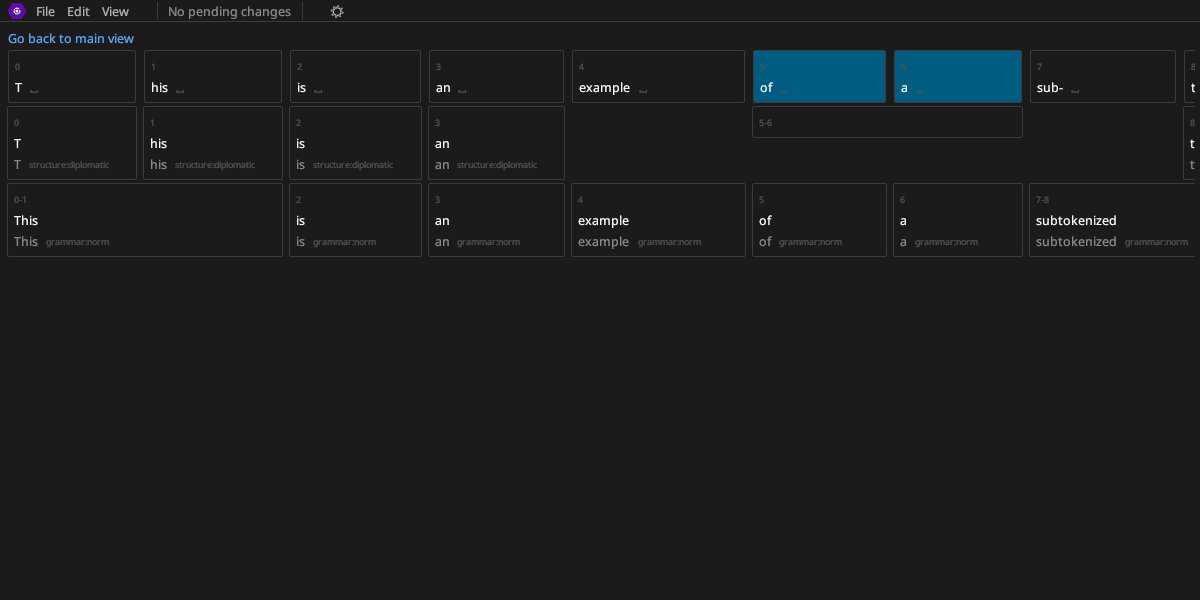 File Edit View No pending changes
Go back to main view
0 1 2 3 4 5 6 7 8
T ⎵ his ⎵ is ⎵ an ⎵ example ⎵ of ⎵ a ⎵ sub- ⎵ t
0 1 2 3 5-6 8
T his is an t
T structure:diplomatic his structure:diplomatic is structure:diplomatic an structure:diplomatic t
0-1 2 3 4 5 6 7-8
This is an example of a subtokenized
This grammar:norm is grammar:norm an grammar:norm example grammar:norm of grammar:norm a grammar:norm subtokenized grammar:norm